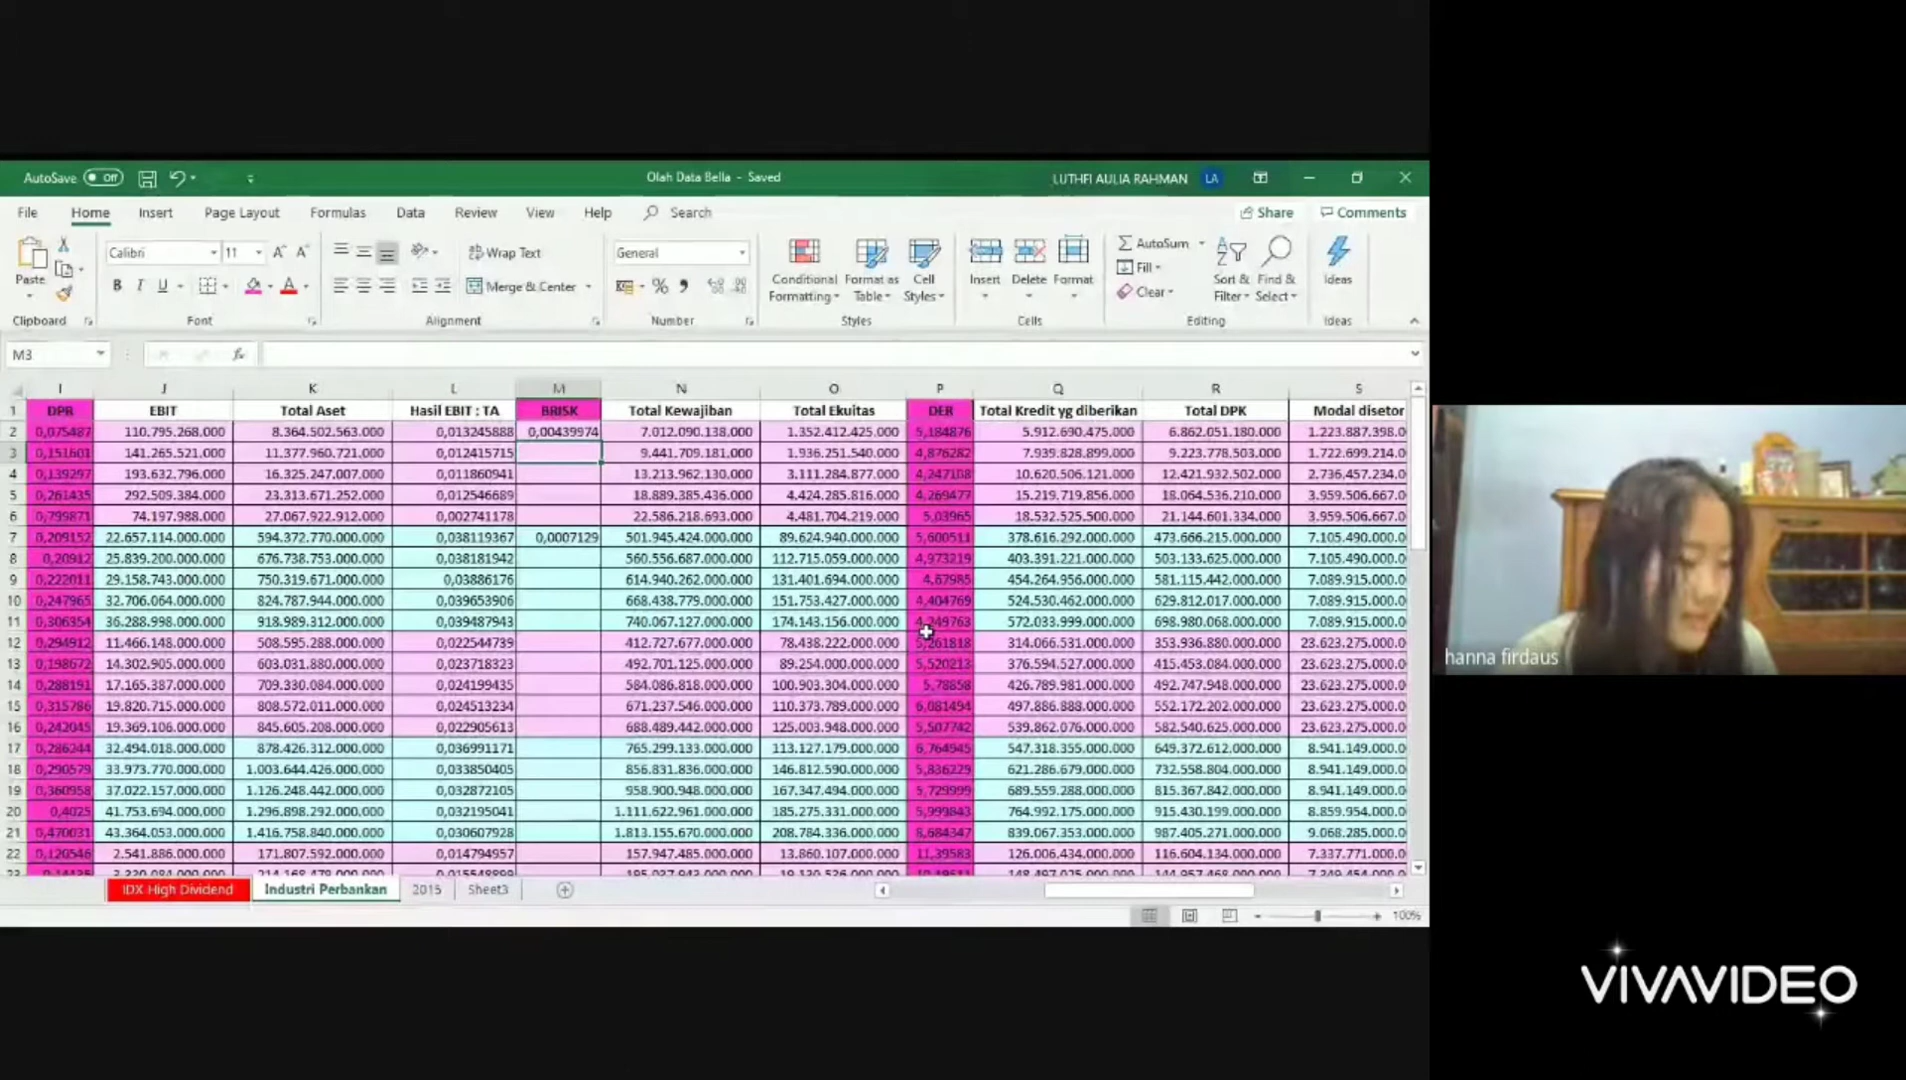 AutoSave Off Olah Data Bella - Saved LUTHFI AULIA RAHMAN LA
File Home Insert Page Layout Formulas Data Review View Help Search Share Comments
Paste Calibri 11 Wrap Text General Conditional Formatting Format as Table Cell Styles Insert Delete Format AutoSum Fill Clear Sort & Filter Find & Select Ideas
B I U Merge & Center
Clipboard Font Alignment Number Styles Cells Editing Ideas
M3 fx
I J K L M N O P Q R S
1 DPR EBIT Total Aset Hasil EBIT : TA BRISK Total Kewajiban Total Ekuitas DER Total Kredit yg diberikan Total DPK Modal disetor
2 0,075487 110.795.268.000 8.364.502.563.000 0,013245888 0,00439974 7.012.090.138.000 1.352.412.425.000 5,184876 5.912.690.475.000 6.862.051.180.000 1.223.887.398.0
3 0,151601 141.265.521.000 11.377.960.721.000 0,012415715 9.441.709.181.000 1.936.251.540.000 4,876282 7.939.828.899.000 9.223.778.503.000 1.722.699.214.0
4 0,139297 193.632.796.000 16.325.247.007.000 0,011860941 13.213.962.130.000 3.111.284.877.000 4,247108 10.620.506.121.000 12.421.932.502.000 2.736.457.234.0
5 0,261435 292.509.384.000 23.313.671.252.000 0,012546689 18.889.385.436.000 4.424.285.816.000 4,269477 15.219.719.856.000 18.064.536.210.000 3.959.506.667.0
6 0,799871 74.197.988.000 27.067.922.912.000 0,002741178 22.586.218.693.000 4.481.704.219.000 5,03965 18.532.525.500.000 21.144.601.334.000 3.959.506.667.0
7 0,209152 22.657.114.000.000 594.372.770.000.000 0,038119367 0,0007129 501.945.424.000.000 89.624.940.000.000 5,600511 378.616.292.000.000 473.666.215.000.000 7.105.490.000.0
8 0,20912 25.839.200.000.000 676.738.753.000.000 0,038181942 560.556.687.000.000 112.715.059.000.000 4,973219 403.391.221.000.000 503.133.625.000.000 7.105.490.000.0
9 0,222011 29.158.743.000.000 750.319.671.000.000 0,03886176 614.940.262.000.000 131.401.694.000.000 4,67985 454.264.956.000.000 581.115.442.000.000 7.089.915.000.0
10 0,247965 32.706.064.000.000 824.787.944.000.000 0,039653906 668.438.779.000.000 151.753.427.000.000 4,404769 524.530.462.000.000 629.812.017.000.000 7.089.915.000.0
11 0,306354 36.288.998.000.000 918.989.312.000.000 0,039487943 740.067.127.000.000 174.143.156.000.000 4,249763 572.033.999.000.000 698.980.068.000.000 7.089.915.000.0
12 0,294912 11.466.148.000.000 508.595.288.000.000 0,022544739 412.727.677.000.000 78.438.222.000.000 5,261818 314.066.531.000.000 353.936.880.000.000 23.623.275.000.0
13 0,198672 14.302.905.000.000 603.031.880.000.000 0,023718323 492.701.125.000.000 89.254.000.000.000 5,520213 376.594.527.000.000 415.453.084.000.000 23.623.275.000.0
14 0,288191 17.165.387.000.000 709.330.084.000.000 0,024199435 584.086.818.000.000 100.903.304.000.000 5,78858 426.789.981.000.000 492.747.948.000.000 23.623.275.000.0
15 0,315786 19.820.715.000.000 808.572.011.000.000 0,024513234 671.237.546.000.000 110.373.789.000.000 6,081494 497.886.888.000.000 552.172.202.000.000 23.623.275.000.0
16 0,242045 19.369.106.000.000 845.605.208.000.000 0,022905613 688.489.442.000.000 125.003.948.000.000 5,507742 539.862.076.000.000 582.540.625.000.000 23.623.275.000.0
17 0,286244 32.494.018.000.000 878.426.312.000.000 0,036991171 765.299.133.000.000 113.127.179.000.000 6,764945 547.318.355.000.000 649.372.612.000.000 8.941.149.000.0
18 0,290579 33.973.770.000.000 1.003.644.426.000.000 0,033850405 856.831.836.000.000 146.812.590.000.000 5,836229 621.286.679.000.000 732.558.804.000.000 8.941.149.000.0
19 0,360958 37.022.157.000.000 1.126.248.442.000.000 0,032872105 958.900.948.000.000 167.347.494.000.000 5,729999 689.559.288.000.000 815.367.842.000.000 8.941.149.000.0
20 0,4025 41.753.694.000.000 1.296.898.292.000.000 0,032195041 1.111.622.961.000.000 185.275.331.000.000 5,999843 764.992.175.000.000 915.430.199.000.000 8.859.954.000.0
21 0,470031 43.364.053.000.000 1.416.758.840.000.000 0,030607928 1.813.155.670.000.000 208.784.336.000.000 8,684347 839.067.353.000.000 987.405.271.000.000 9.068.285.000.0
22 0,120546 2.541.886.000.000 171.807.592.000.000 0,014794957 157.947.485.000.000 13.860.107.000.000 11,39583 126.006.434.000.000 116.604.134.000.000 7.337.771.000.0
IDX High Dividend Industri Perbankan 2015 Sheet3
100%
hanna firdaus
VIVAVIDEO